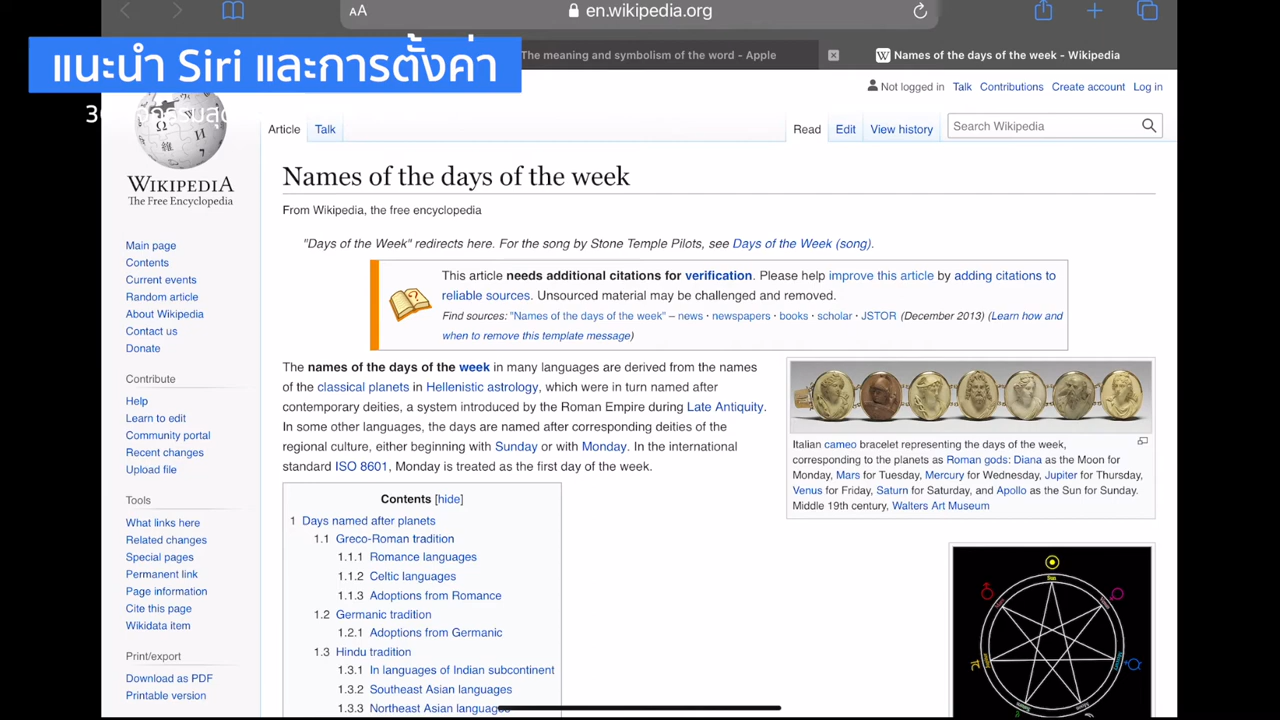 AA
en.wikipedia.org
The meaning and symbolism of the word - Apple
Names of the days of the week - Wikipedia
แนะนำ Siri และการตั้งค่า
Not logged in Talk Contributions Create account Log in
Article Talk
Read Edit View history
Search Wikipedia
WIKIPEDIA
The Free Encyclopedia
Main page
Contents
Current events
Random article
About Wikipedia
Contact us
Donate
Contribute
Help
Learn to edit
Community portal
Recent changes
Upload file
Tools
What links here
Related changes
Special pages
Permanent link
Page information
Cite this page
Wikidata item
Print/export
Download as PDF
Printable version
Names of the days of the week
From Wikipedia, the free encyclopedia
"Days of the Week" redirects here. For the song by Stone Temple Pilots, see Days of the Week (song).
This article needs additional citations for verification. Please help improve this article by adding citations to
reliable sources. Unsourced material may be challenged and removed.
Find sources: "Names of the days of the week" – news · newspapers · books · scholar · JSTOR (December 2013) (Learn how and
when to remove this template message)
The names of the days of the week in many languages are derived from the names
of the classical planets in Hellenistic astrology, which were in turn named after
contemporary deities, a system introduced by the Roman Empire during Late Antiquity.
In some other languages, the days are named after corresponding deities of the
regional culture, either beginning with Sunday or with Monday. In the international
standard ISO 8601, Monday is treated as the first day of the week.
Italian cameo bracelet representing the days of the week,
corresponding to the planets as Roman gods: Diana as the Moon for
Monday, Mars for Tuesday, Mercury for Wednesday, Jupiter for Thursday,
Venus for Friday, Saturn for Saturday, and Apollo as the Sun for Sunday.
Middle 19th century, Walters Art Museum
Contents [hide]
1 Days named after planets
1.1 Greco-Roman tradition
1.1.1 Romance languages
1.1.2 Celtic languages
1.1.3 Adoptions from Romance
1.2 Germanic tradition
1.2.1 Adoptions from Germanic
1.3 Hindu tradition
1.3.1 In languages of Indian subcontinent
1.3.2 Southeast Asian languages
1.3.3 Northeast Asian languages
Sun